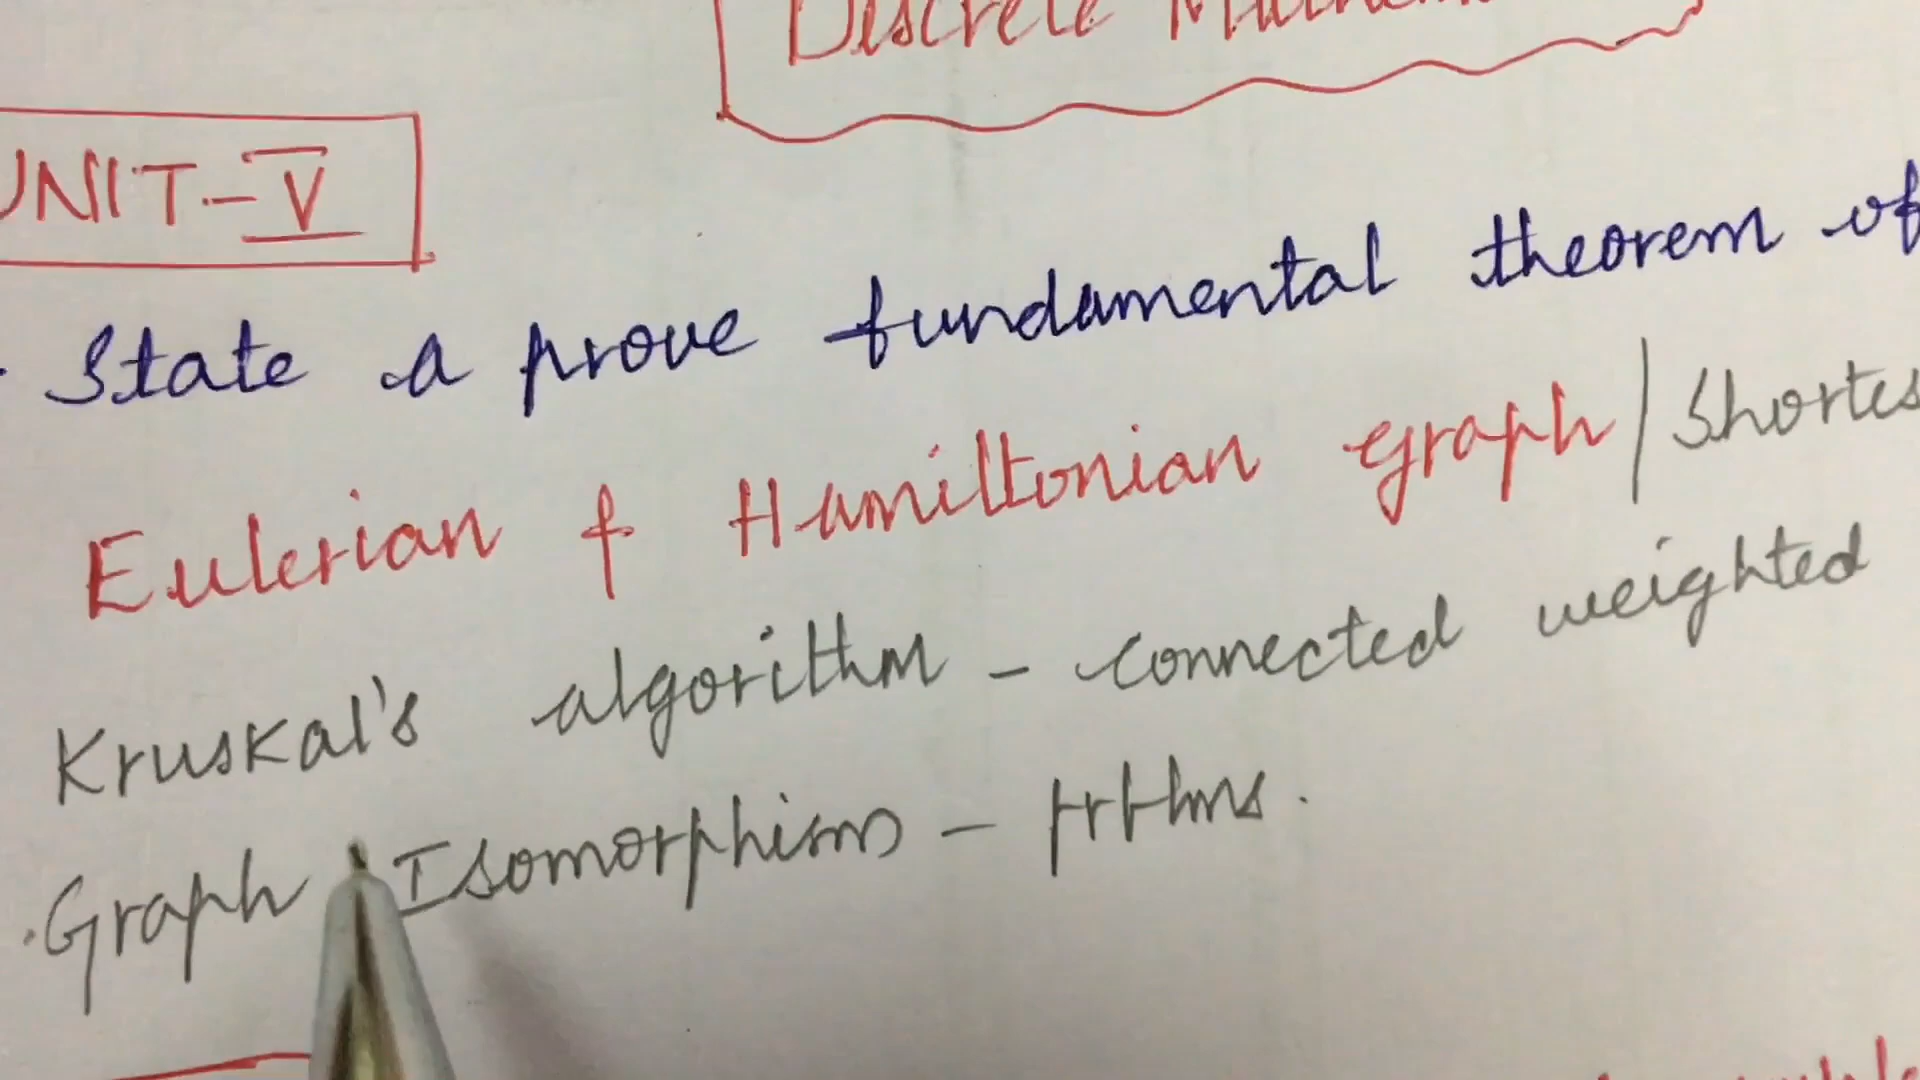 Discrete
UNIT-V
State a prove fundamental theorem of
Eulerian & Hamiltonian graph/Shortes
Kruskal's algorithm - connected weighted
Graph Isomorphism - prblms.